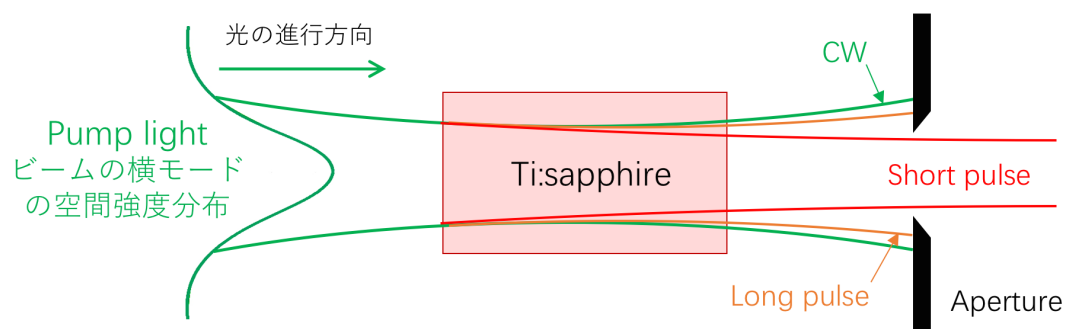 光の進行方向
CW
Pump light
ビームの横モード
の空間強度分布
Ti:sapphire
Short pulse
Long pulse
Aperture